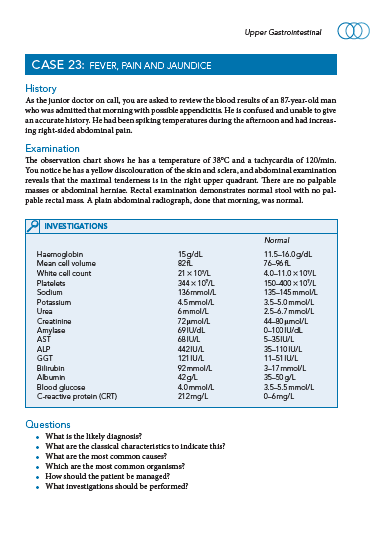 Upper Gastrointestinal
CASE 23: FEVER, PAIN AND JAUNDICE
History
As the junior doctor on call, you are asked to review the blood results of an 87-year-old man
who was admitted that morning with possible appendicitis. He is confused and unable to give
an accurate history. He had been spiking temperatures during the afternoon and had increas-
ing right-sided abdominal pain.
Examination
The observation chart shows he has a temperature of 38°C and a tachycardia of 120/min.
You notice he has a yellow discolouration of the skin and sclera, and abdominal examination
reveals that the maximal tenderness is in the right upper quadrant. There are no palpable
masses or abdominal herniae. Rectal examination demonstrates normal stool with no pal-
pable rectal mass. A plain abdominal radiograph, done that morning, was normal.
INVESTIGATIONS
Normal
Haemoglobin 15 g/dL 11.5–16.0 g/dL
Mean cell volume 82 fL 76–96 fL
White cell count 21 × 10⁹/L 4.0–11.0 × 10⁹/L
Platelets 344 × 10⁹/L 150–400 × 10⁹/L
Sodium 136 mmol/L 135–145 mmol/L
Potassium 4.5 mmol/L 3.5–5.0 mmol/L
Urea 6 mmol/L 2.5–6.7 mmol/L
Creatinine 72 μmol/L 44–80 μmol/L
Amylase 69 IU/dL 0–100 IU/dL
AST 68 IU/L 5–35 IU/L
ALP 442 IU/L 35–110 IU/L
GGT 121 IU/L 11–51 IU/L
Bilirubin 92 mmol/L 3–17 mmol/L
Albumin 42 g/L 35–50 g/L
Blood glucose 4.0 mmol/L 3.5–5.5 mmol/L
C-reactive protein (CRT) 212 mg/L 0–6 mg/L
Questions
• What is the likely diagnosis?
• What are the classical characteristics to indicate this?
• What are the most common causes?
• Which are the most common organisms?
• How should the patient be managed?
• What investigations should be performed?